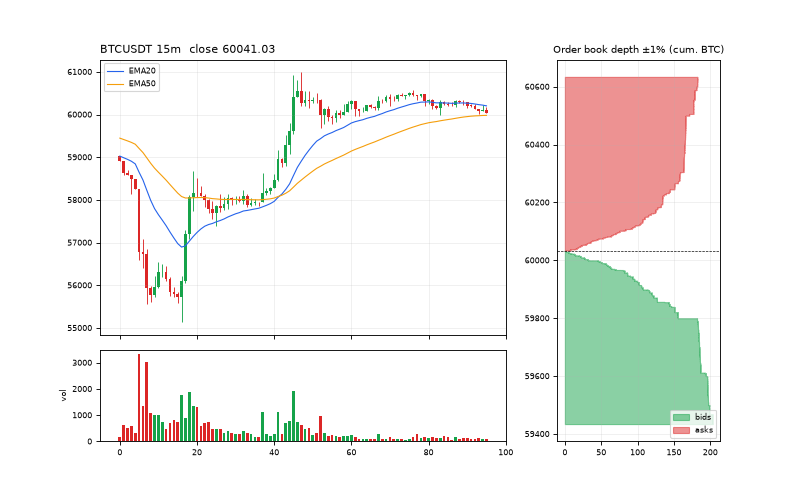 BTCUSDT 15m close 60041.03
EMA20
EMA50
61000
60000
59000
58000
57000
56000
55000
vol
3000
2000
1000
0
0 20 40 60 80 100
Order book depth ±1% (cum. BTC)
60600
60400
60200
60000
59800
59600
59400
bids
asks
0 50 100 150 200